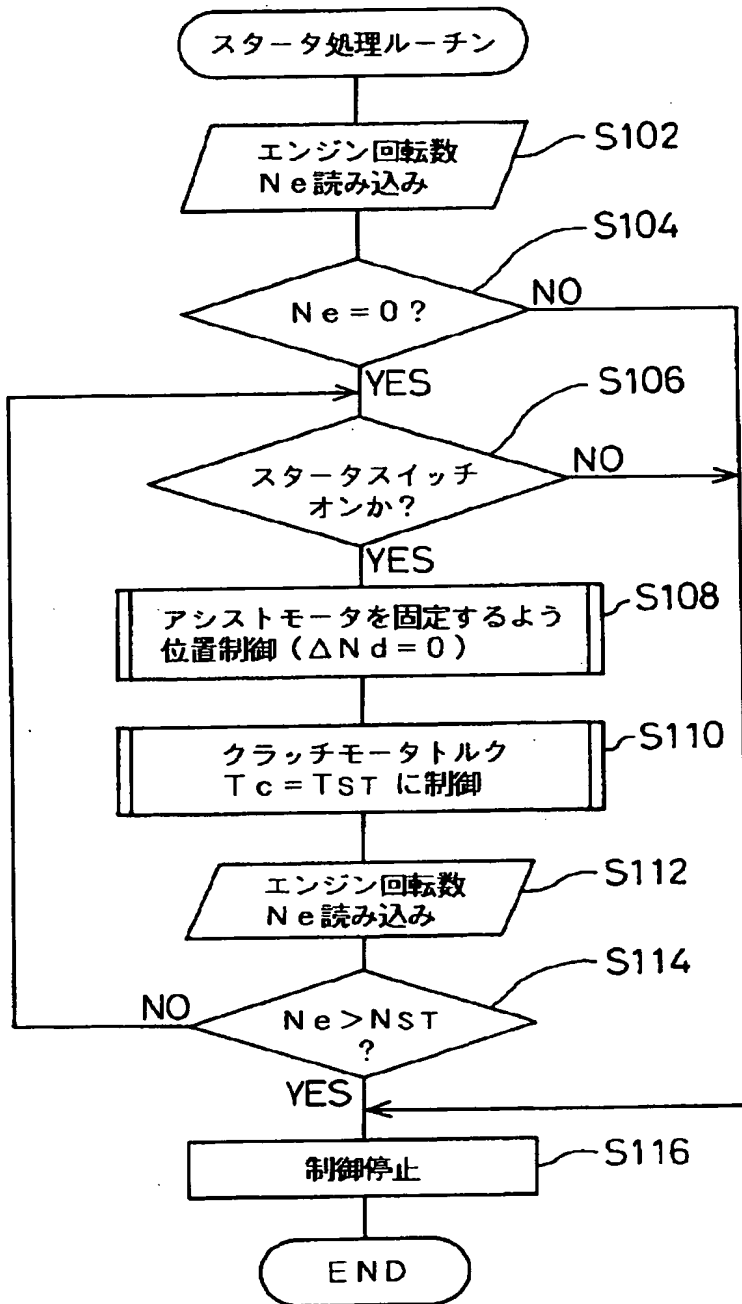 スタータ処理ルーチン
エンジン回転数
Ne読み込み
S102
Ne=0?
S104
NO
YES
スタータスイッチ
オンか?
S106
NO
YES
アシストモータを固定するよう
位置制御(ΔNd=0)
S108
クラッチモータトルク
Tc=TSTに制御
S110
エンジン回転数
Ne読み込み
S112
Ne>NST
?
S114
NO
YES
制御停止
S116
END